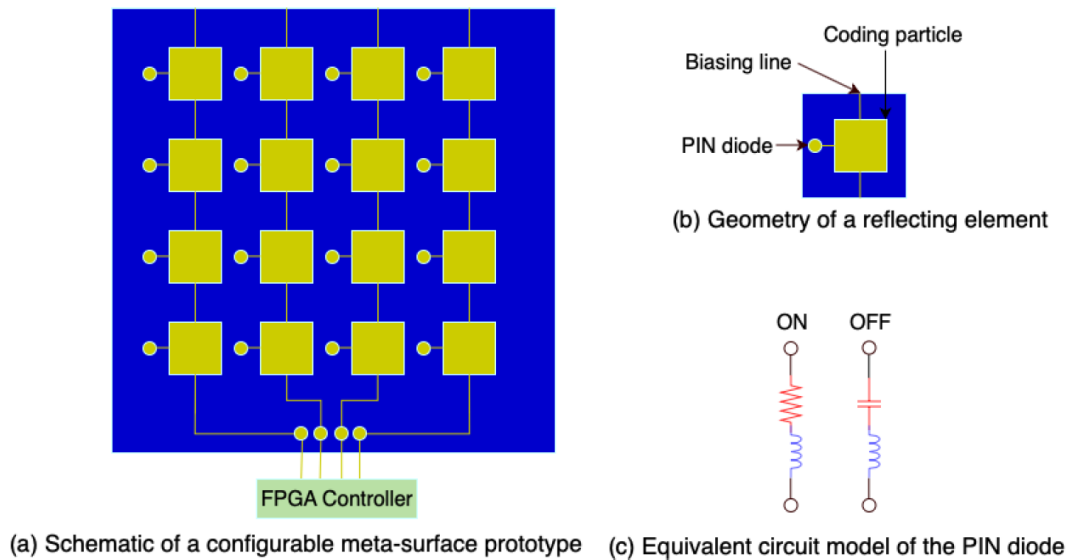 FPGA Controller
(a) Schematic of a configurable meta-surface prototype
Coding particle
Biasing line
PIN diode
(b) Geometry of a reflecting element
ON
OFF
(c) Equivalent circuit model of the PIN diode